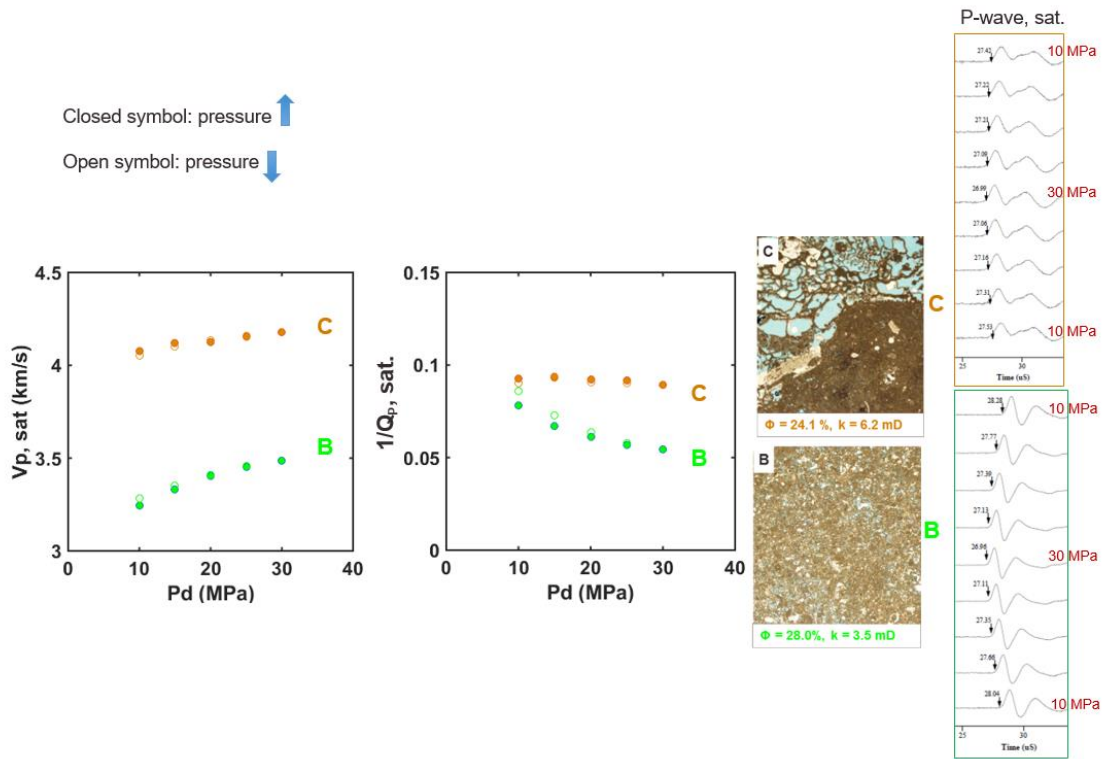 P-wave, sat.
Closed symbol: pressure
Open symbol: pressure
4.5
4
3.5
3
0
10
20
30
40
Vp, sat (km/s)
Pd (MPa)
C
B
0.15
0.1
0.05
0
0
10
20
30
40
1/Qp, sat.
Pd (MPa)
C
B
C
Φ = 24.1 %, k = 6.2 mD
B
Φ = 28.0%, k = 3.5 mD
C
27.42
10 MPa
27.22
27.21
27.09
26.99
30 MPa
27.06
27.16
27.31
27.53
10 MPa
25
30
Time (uS)
B
28.28
10 MPa
27.77
27.39
27.13
26.96
30 MPa
27.11
27.35
27.66
28.04
10 MPa
25
30
Time (uS)